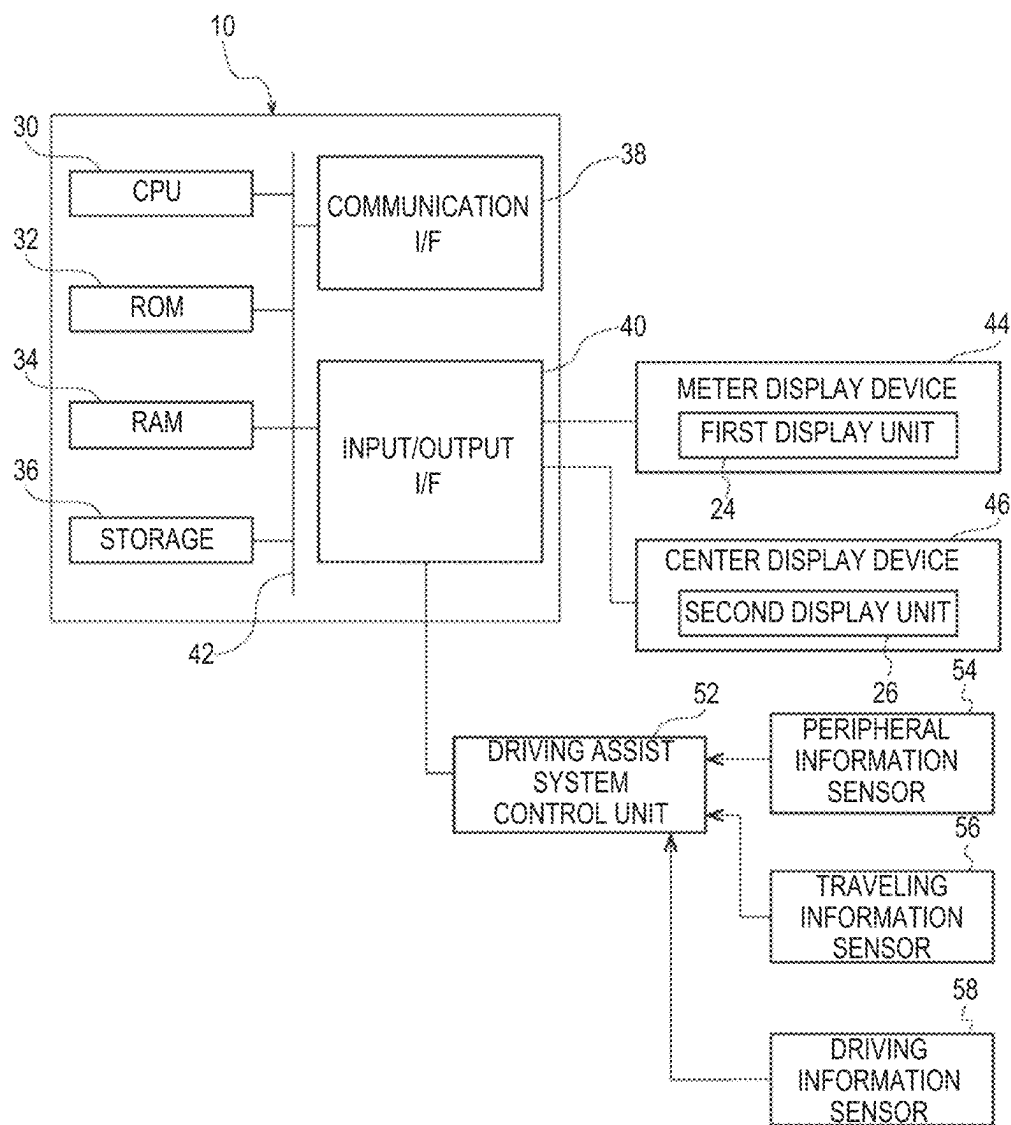 10
30
CPU
38
COMMUNICATION
I/F
32
ROM
40
34
RAM
INPUT/OUTPUT
I/F
36
STORAGE
42
44
METER DISPLAY DEVICE
FIRST DISPLAY UNIT
24
46
CENTER DISPLAY DEVICE
SECOND DISPLAY UNIT
26
52
DRIVING ASSIST
SYSTEM
CONTROL UNIT
54
PERIPHERAL
INFORMATION
SENSOR
56
TRAVELING
INFORMATION
SENSOR
58
DRIVING
INFORMATION
SENSOR